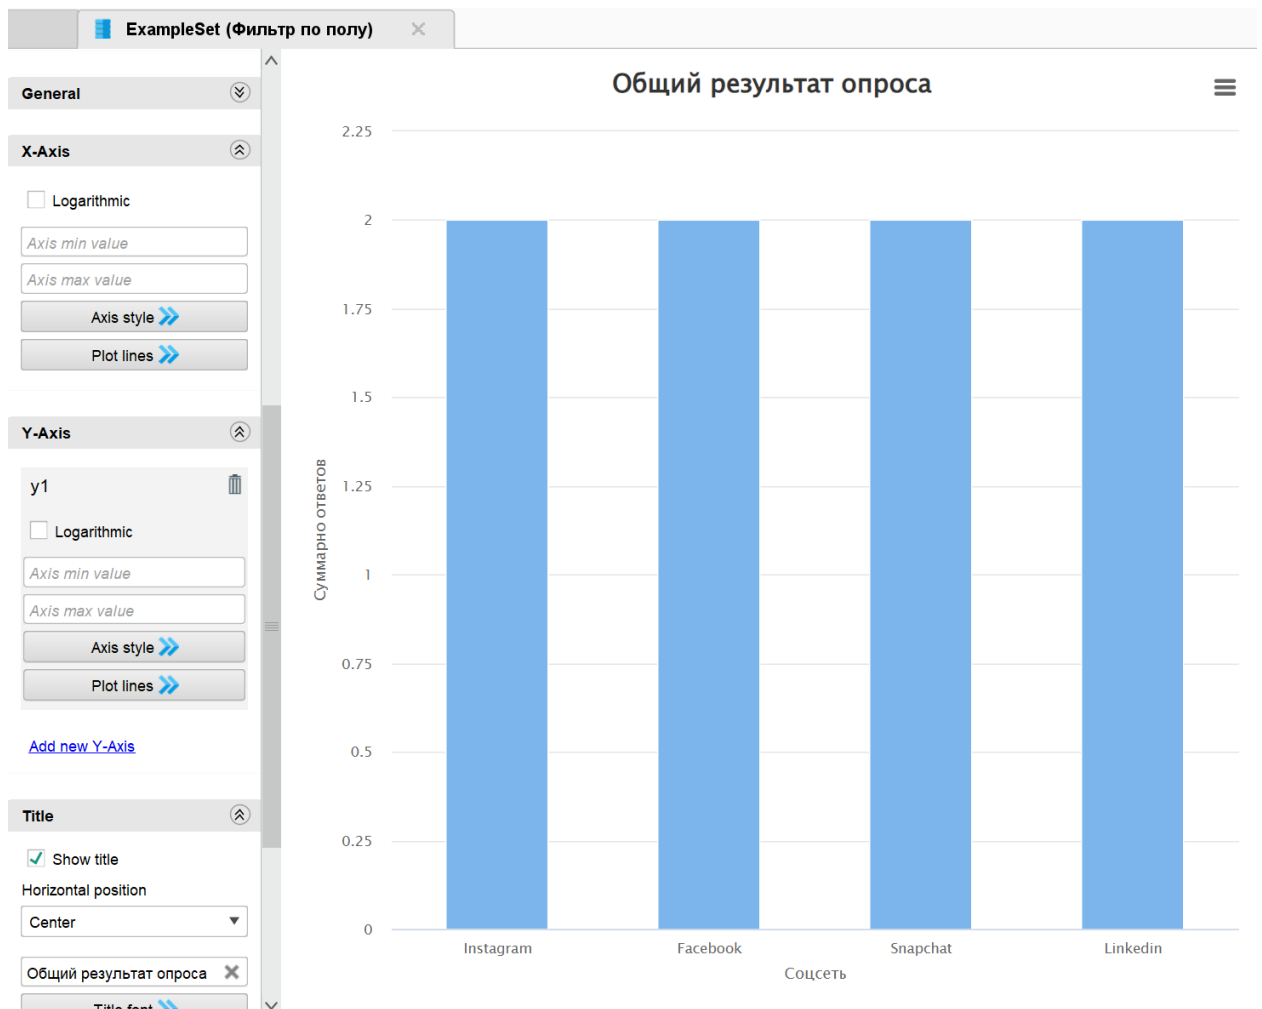 ExampleSet (Фильтр по полу)
General
X-Axis
Logarithmic
Axis min value
Axis max value
Axis style
Plot lines
Y-Axis
y1
Logarithmic
Axis min value
Axis max value
Axis style
Plot lines
Add new Y-Axis
Title
Show title
Horizontal position
Center
Общий результат опроса
Title font
Общий результат опроса
2.25
2
1.75
1.5
1.25
1
0.75
0.5
0.25
0
Суммарно ответов
Instagram
Facebook
Snapchat
Linkedin
Соцсеть